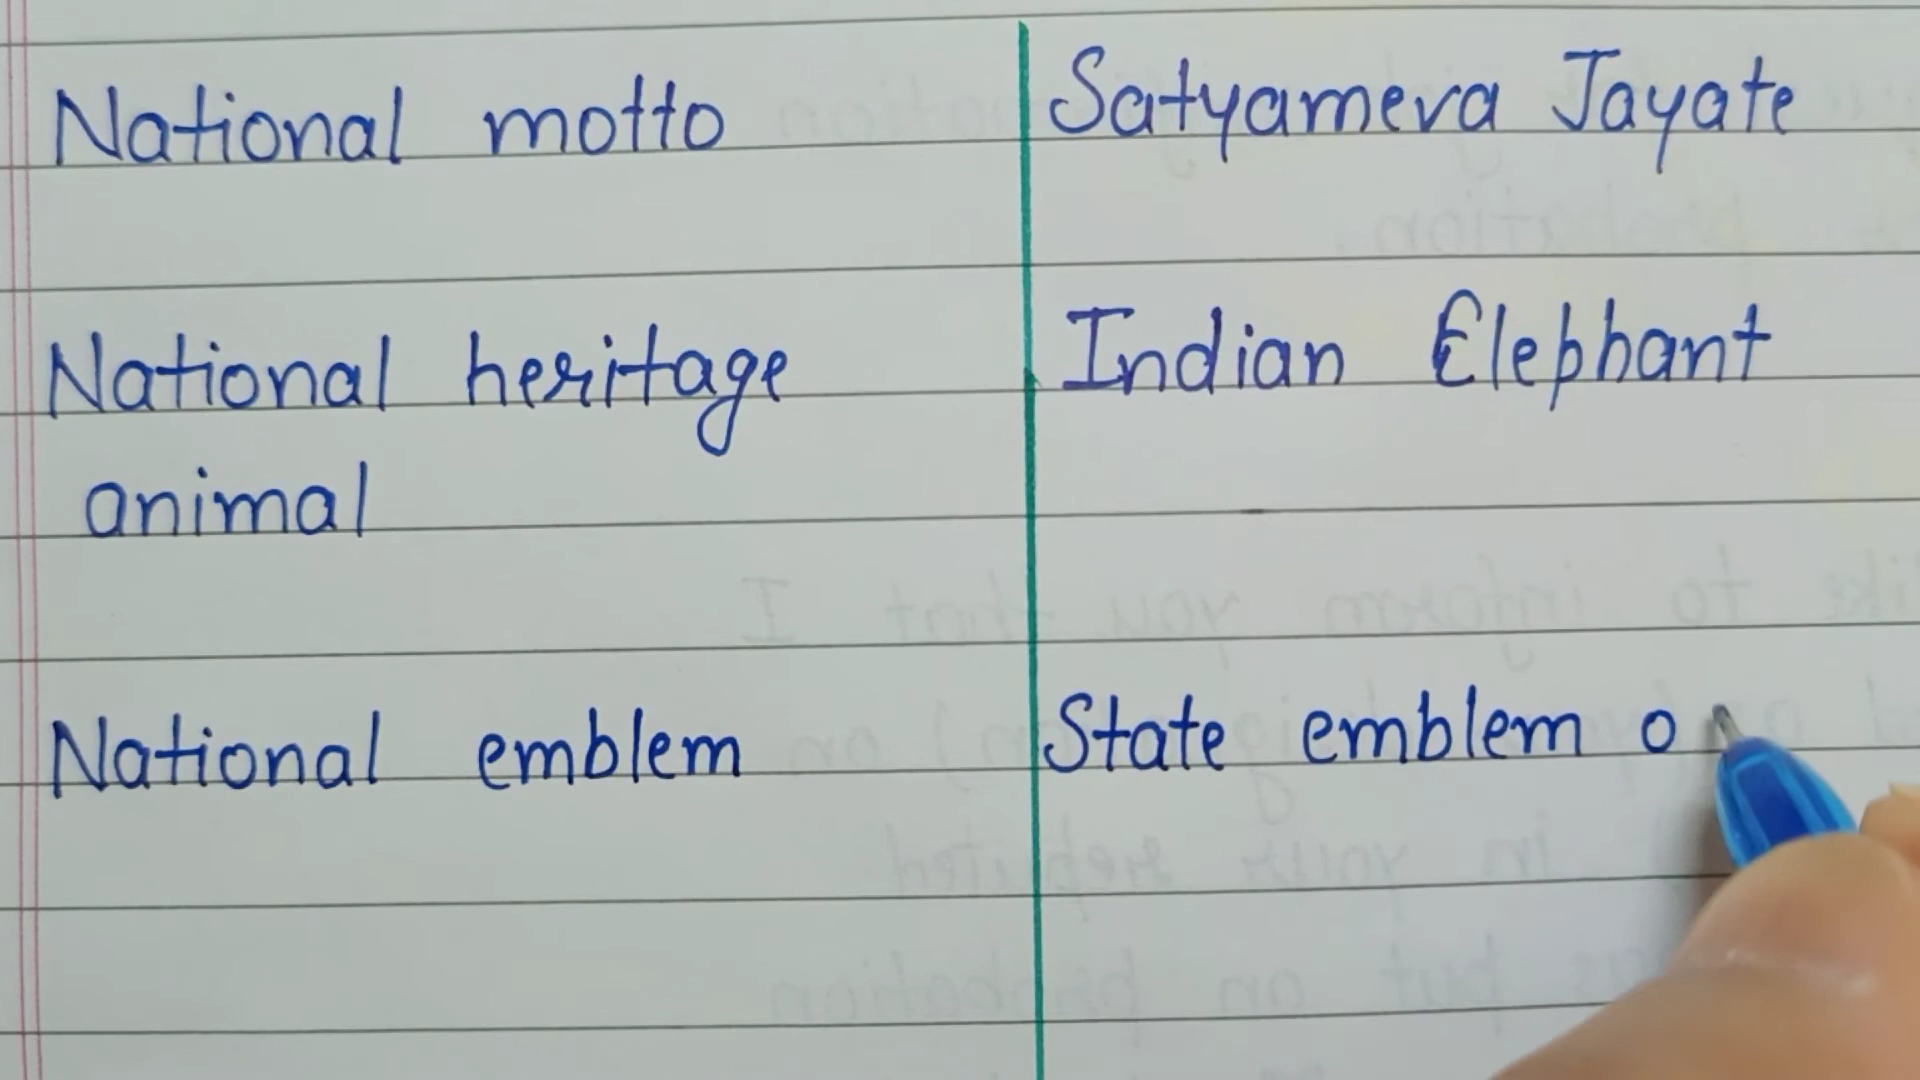 National motto Satyameva Jayate
National heritage Indian Elephant
animal
National emblem State emblem o